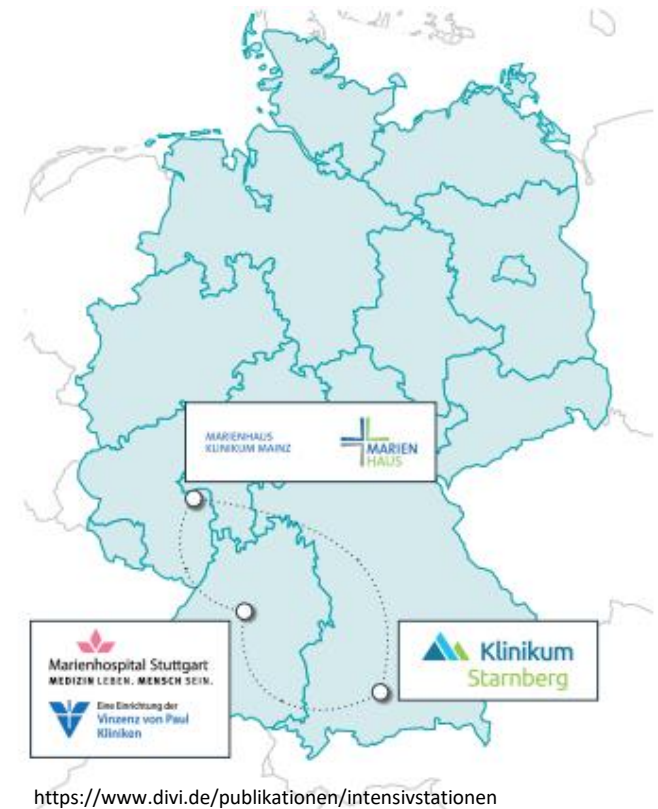 MARIENHAUS
KLINIKUM MAINZ
MARIEN
HAUS
Marienhospital Stuttgart
MEDIZIN LEBEN. MENSCH SEIN.
Eine Einrichtung der
Vinzenz von Paul
Kliniken
Klinikum
Starnberg
https://www.divi.de/publikationen/intensivstationen